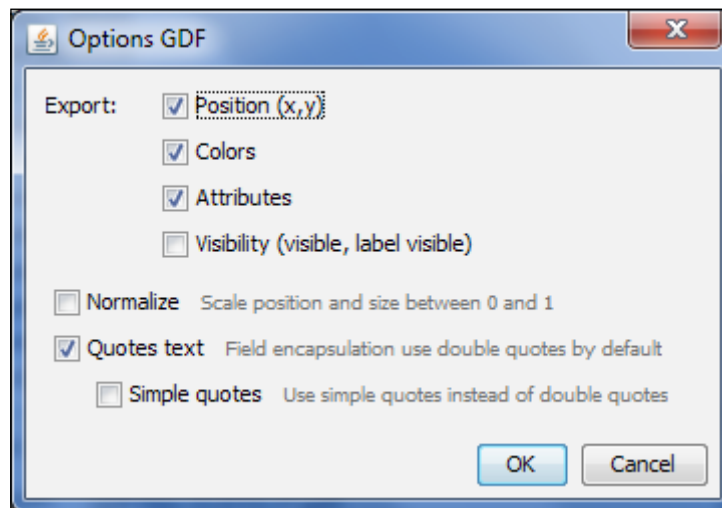 Options GDF
Export: Position (x,y)
Colors
Attributes
Visibility (visible, label visible)
Normalize Scale position and size between 0 and 1
Quotes text Field encapsulation use double quotes by default
Simple quotes Use simple quotes instead of double quotes
OK Cancel